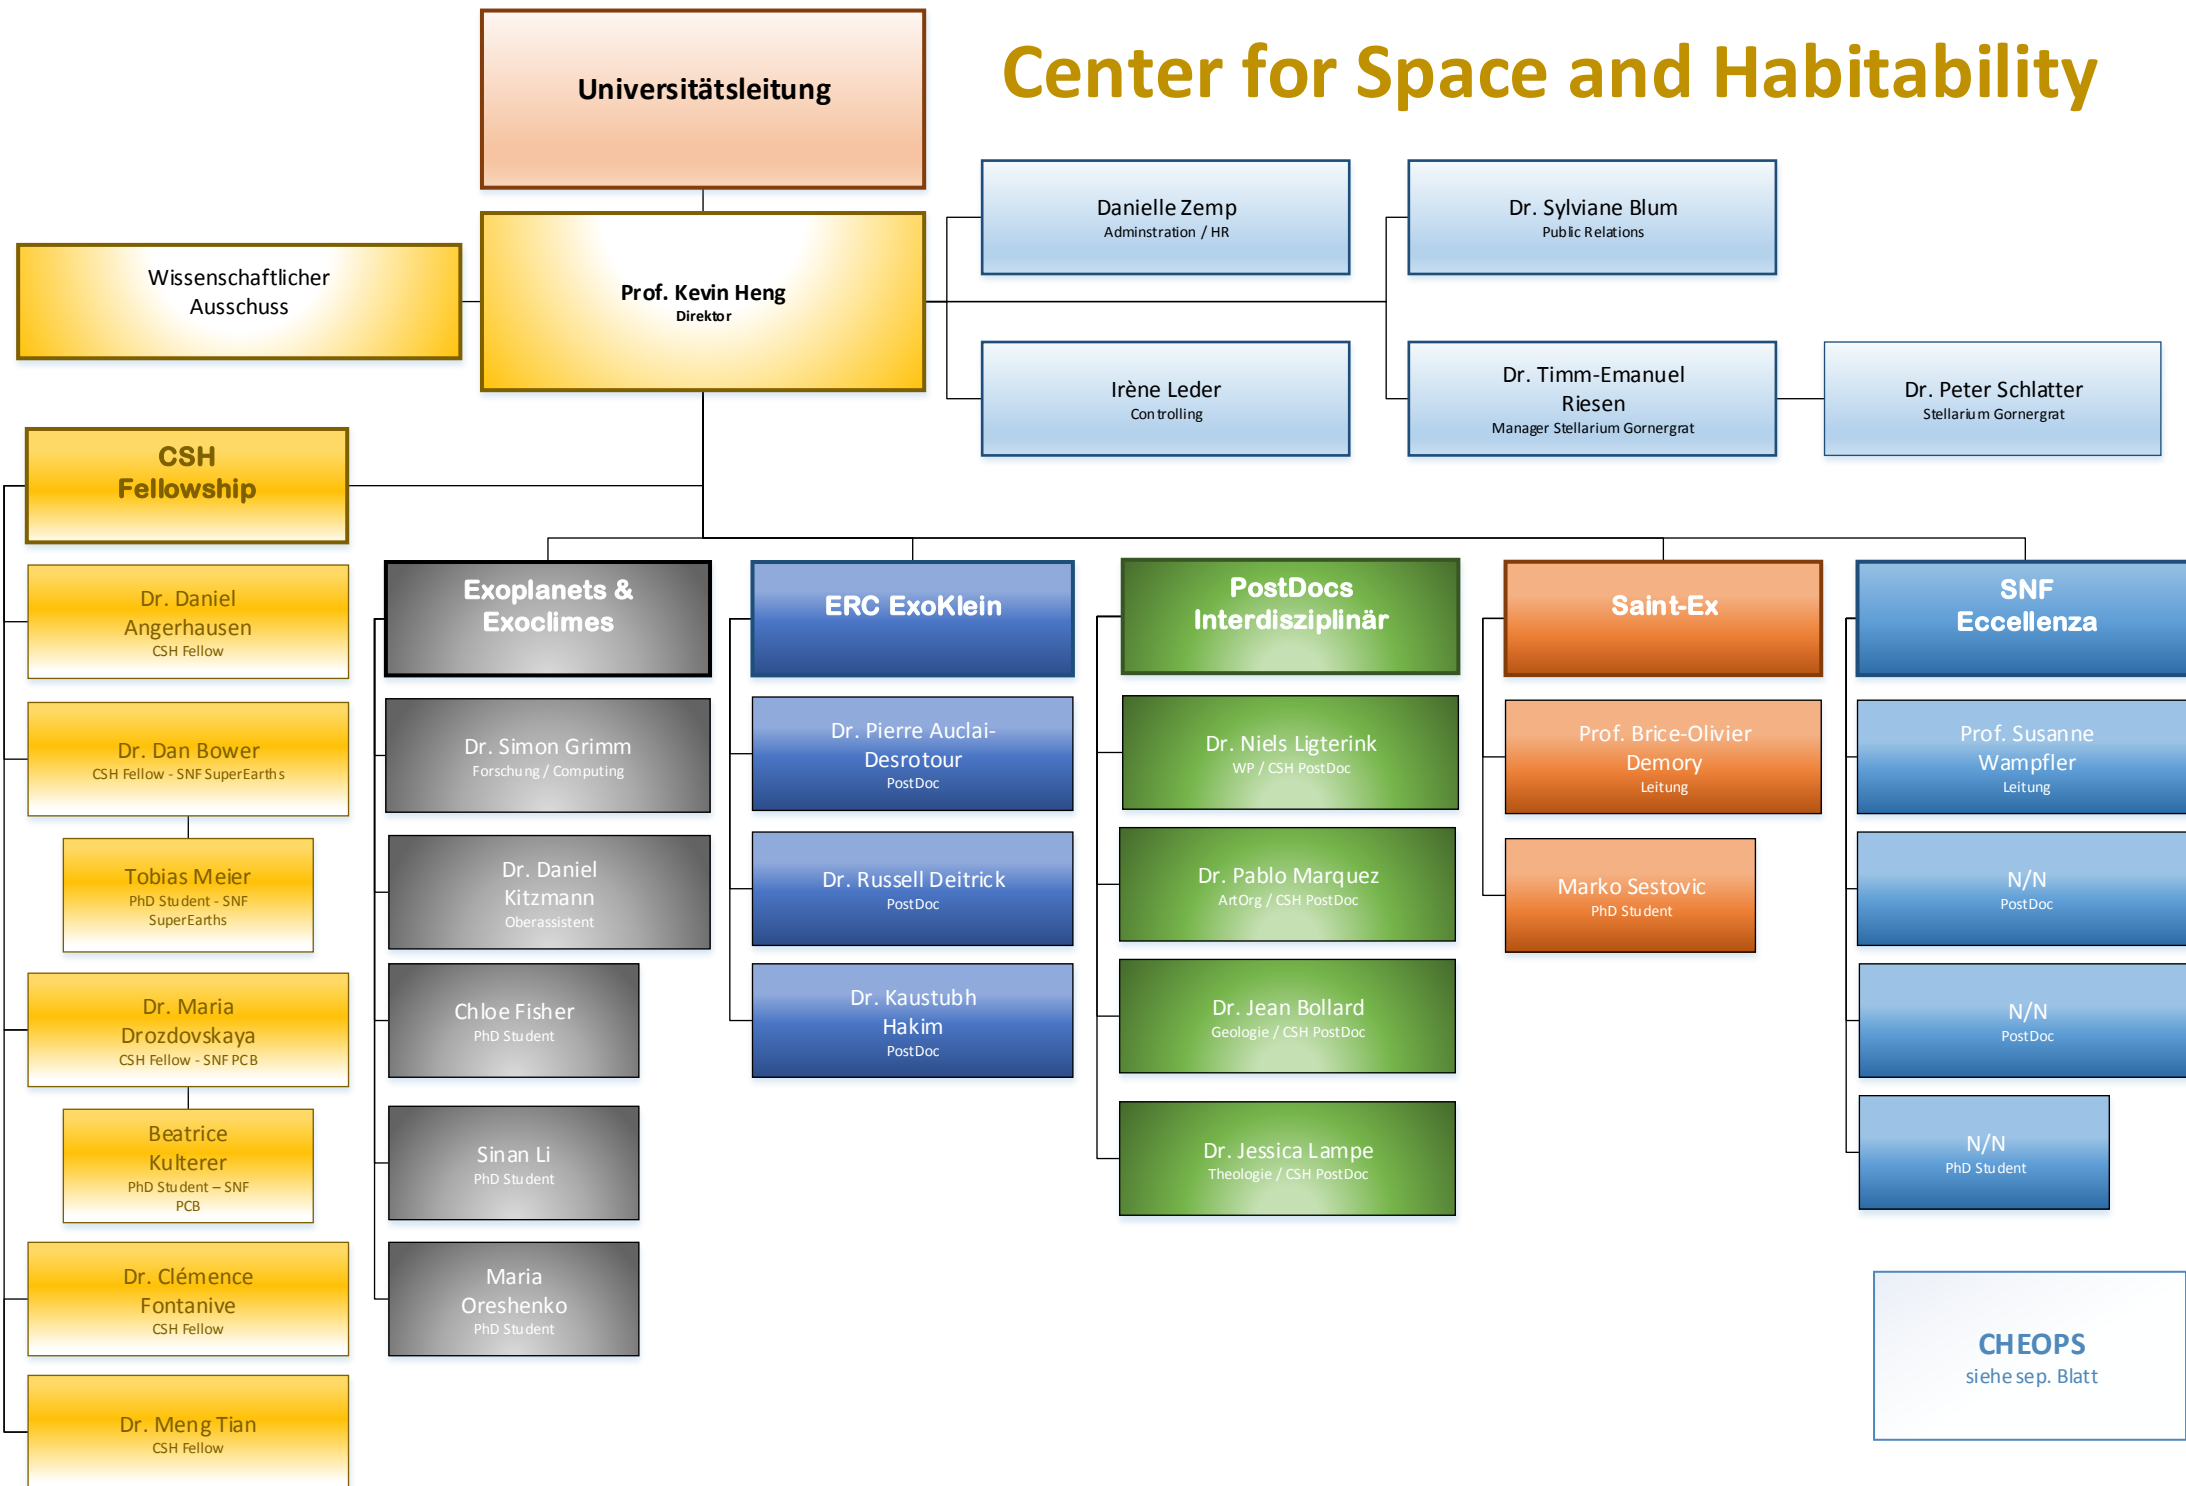 Center for Space and Habitability
Universitätsleitung
Wissenschaftlicher
Ausschuss
Prof. Kevin Heng
Direktor
Danielle Zemp
Adminstration / HR
Dr. Sylviane Blum
Public Relations
Irène Leder
Controlling
Dr. Timm-Emanuel
Riesen
Manager Stellarium Gornergrat
Dr. Peter Schlatter
Stellarium Gornergrat
CSH
Fellowship
Dr. Daniel
Angerhausen
CSH Fellow
Dr. Dan Bower
CSH Fellow - SNF SuperEarths
Tobias Meier
PhD Student - SNF
SuperEarths
Dr. Maria
Drozdovskaya
CSH Fellow - SNF PCB
Beatrice
Kulterer
PhD Student – SNF
PCB
Dr. Clémence
Fontanive
CSH Fellow
Dr. Meng Tian
CSH Fellow
Exoplanets &
Exoclimes
Dr. Simon Grimm
Forschung / Computing
Dr. Daniel
Kitzmann
Oberassistent
Chloe Fisher
PhD Student
Sinan Li
PhD Student
Maria
Oreshenko
PhD Student
ERC ExoKlein
Dr. Pierre Auclai-
Desrotour
PostDoc
Dr. Russell Deitrick
PostDoc
Dr. Kaustubh
Hakim
PostDoc
PostDocs
Interdisziplinär
Dr. Niels Ligterink
WP / CSH PostDoc
Dr. Pablo Marquez
ArtOrg / CSH PostDoc
Dr. Jean Bollard
Geologie / CSH PostDoc
Dr. Jessica Lampe
Theologie / CSH PostDoc
Saint-Ex
Prof. Brice-Olivier
Demory
Leitung
Marko Sestovic
PhD Student
SNF
Eccellenza
Prof. Susanne
Wampfler
Leitung
N/N
PostDoc
N/N
PostDoc
N/N
PhD Student
CHEOPS
siehe sep. Blatt